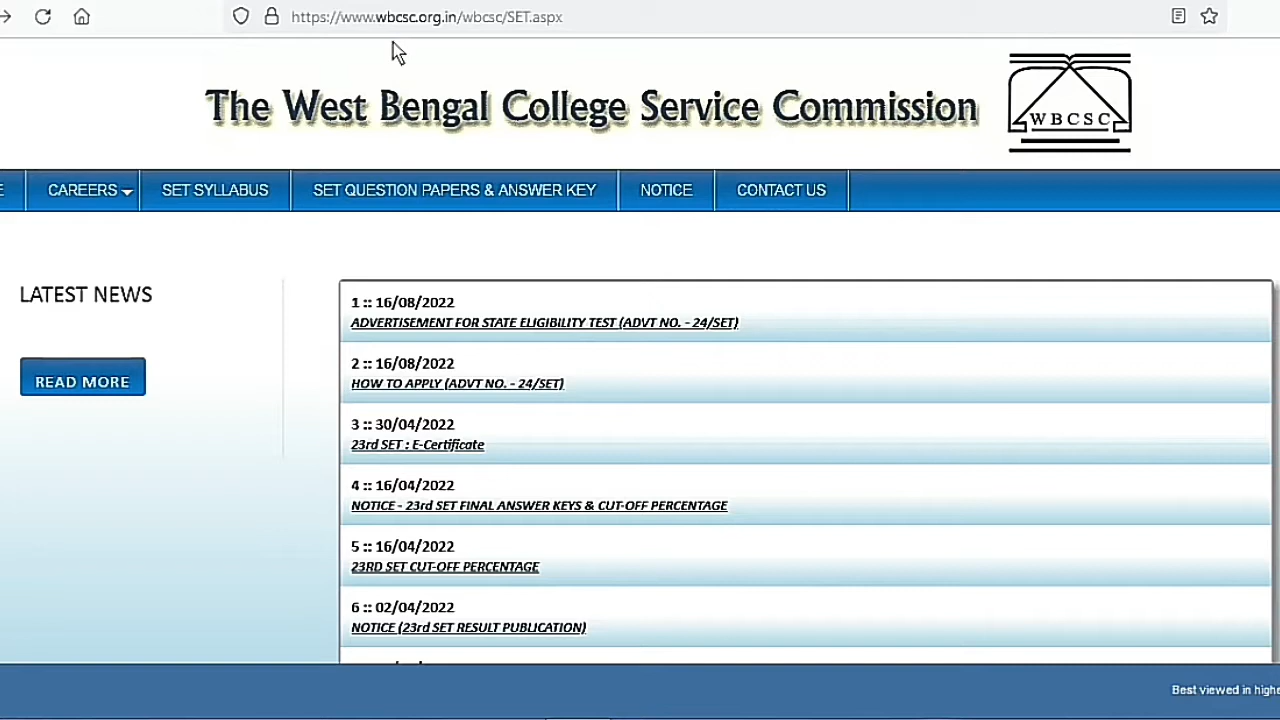 https://www.wbcsc.org.in/wbcsc/SET.aspx
The West Bengal College Service Commission
WBCSC
CAREERS
SET SYLLABUS
SET QUESTION PAPERS & ANSWER KEY
NOTICE
CONTACT US
LATEST NEWS
READ MORE
1 :: 16/08/2022
ADVERTISEMENT FOR STATE ELIGIBILITY TEST (ADVT NO. - 24/SET)
2 :: 16/08/2022
HOW TO APPLY (ADVT NO. - 24/SET)
3 :: 30/04/2022
23rd SET : E-Certificate
4 :: 16/04/2022
NOTICE - 23rd SET FINAL ANSWER KEYS & CUT-OFF PERCENTAGE
5 :: 16/04/2022
23RD SET CUT-OFF PERCENTAGE
6 :: 02/04/2022
NOTICE (23rd SET RESULT PUBLICATION)
Best viewed in